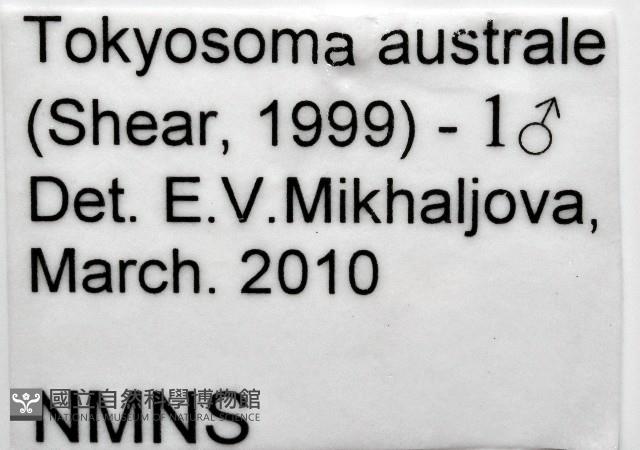 Tokyosoma australe
(Shear, 1999) - 1♂
Det. E.V.Mikhaljova,
March. 2010
國立自然科學博物館
NATIONAL MUSEUM OF NATURAL SCIENCE
NMNS